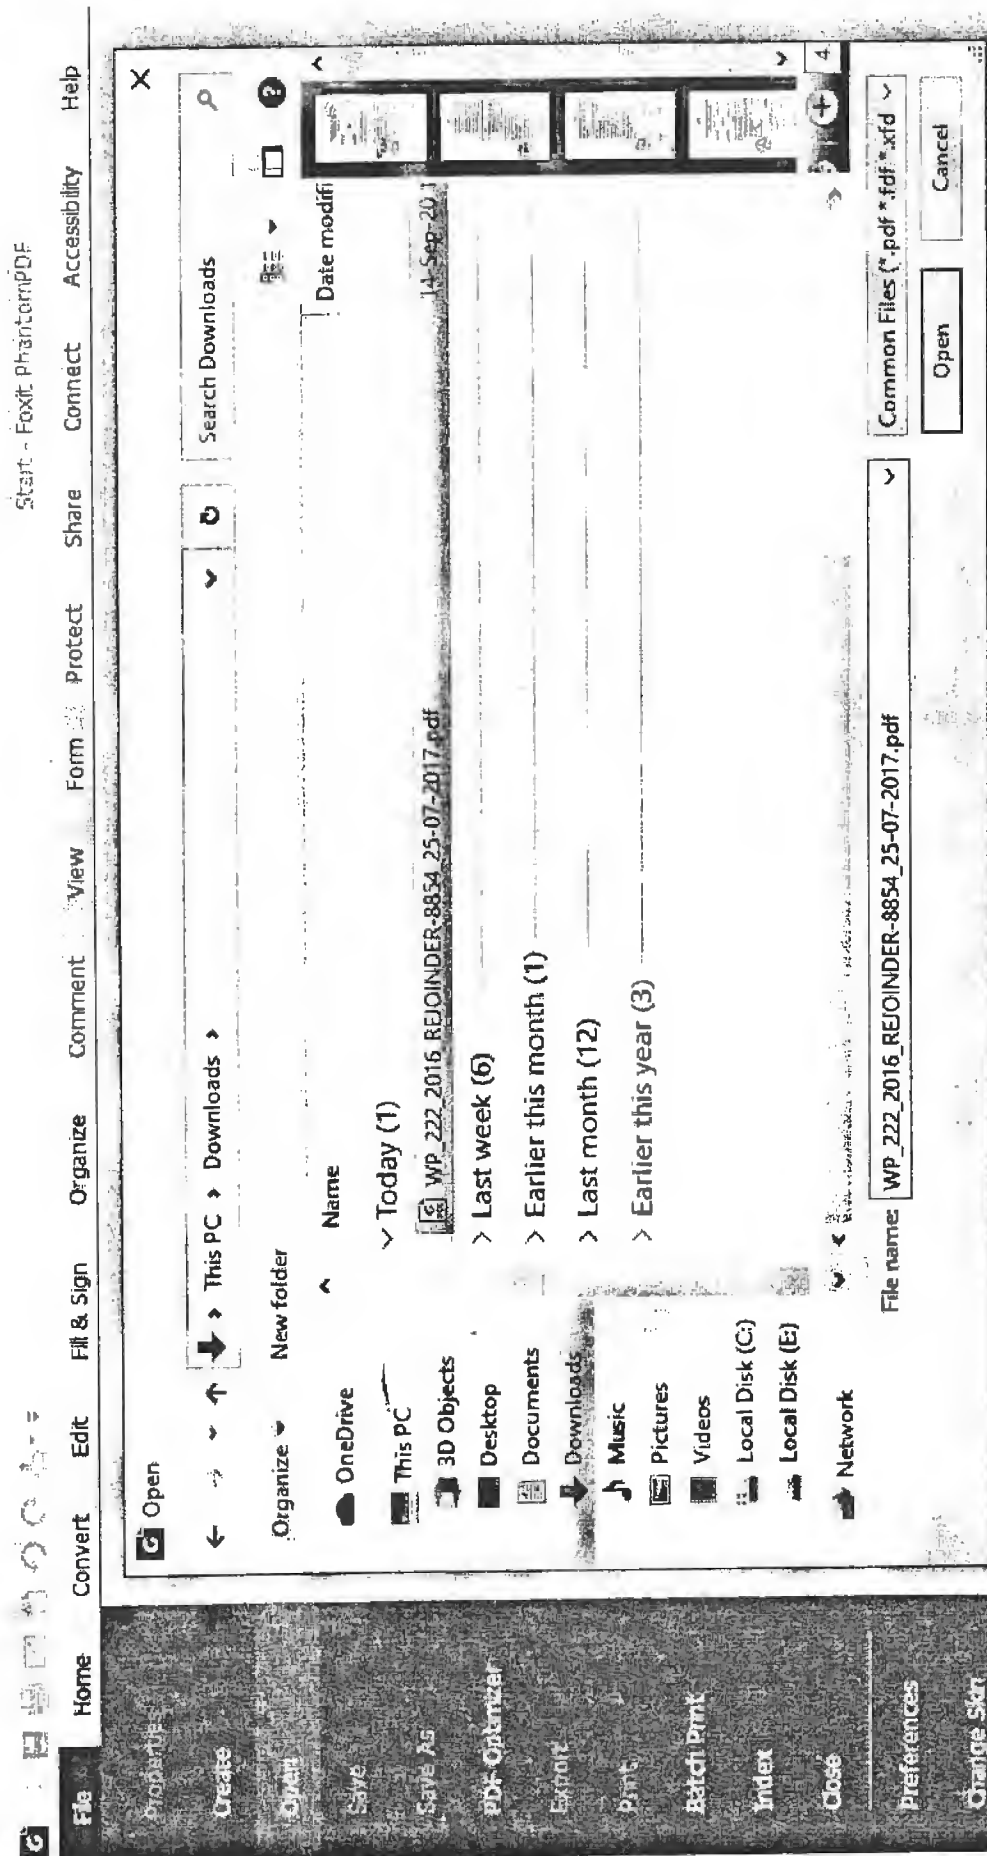 Start - Foxit PhantomPDF
File Home Convert Edit Fill & Sign Organize Comment View Form Protect Share Connect Accessibility Help
Properties
Create
Open
Save
Save As
PDF Optimizer
Export
Print
Batch Print
Index
Close
Preferences
Change Skin
Open
This PC > Downloads >
Search Downloads
Organize New folder
OneDrive
This PC
3D Objects
Desktop
Documents
Downloads
Music
Pictures
Videos
Local Disk (C:)
Local Disk (E:)
Network
Name Date modifi
Today (1)
WP_222_2016_REJOINDER-8854_25-07-2017.pdf 14-Sep-20
Last week (6)
Earlier this month (1)
Last month (12)
Earlier this year (3)
4
File name: WP_222_2016_REJOINDER-8854_25-07-2017.pdf Common Files (*.pdf *.fdf *.xfd
Open Cancel